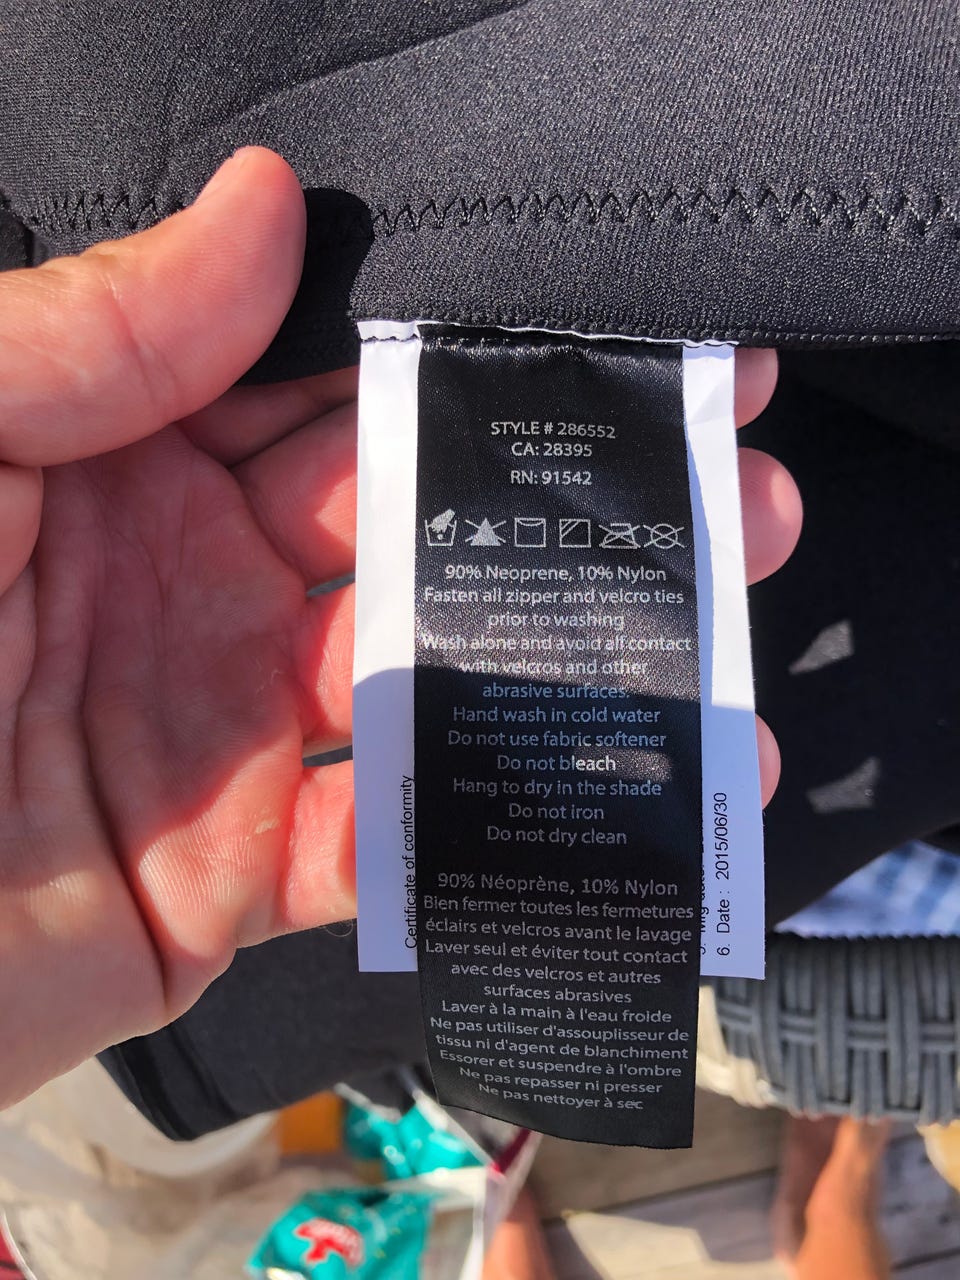 STYLE # 286552
CA: 28395
RN: 91542
90% Neoprene, 10% Nylon
Fasten all zipper and velcro ties
prior to washing
Wash alone and avoid all contact
with velcros and other
abrasive surfaces.
Hand wash in cold water
Do not use fabric softener
Do not bleach
Hang to dry in the shade
Do not iron
Do not dry clean
90% Néoprène, 10% Nylon
Bien fermer toutes les fermetures
éclairs et velcros avant le lavage
Laver seul et éviter tout contact
avec des velcros et autres
surfaces abrasives
Laver à la main à l'eau froide
Ne pas utiliser d'assouplisseur de
tissu ni d'agent de blanchiment
Essorer et suspendre à l'ombre
Ne pas repasser ni presser
Ne pas nettoyer à sec
Certificate of conformity
6. Date : 2015/06/30